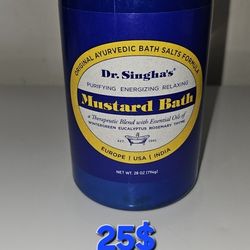 ORIGINAL AYURVEDIC BATH SALTS FORMULA
Dr. Singha's®
PURIFYING ENERGIZING RELAXING
Mustard Bath
a Therapeutic Blend with Essential Oils of
WINTERGREEN EUCALYPTUS ROSEMARY THYME
EUROPE | USA | INDIA
NET WT. 28 OZ (794g)
25$